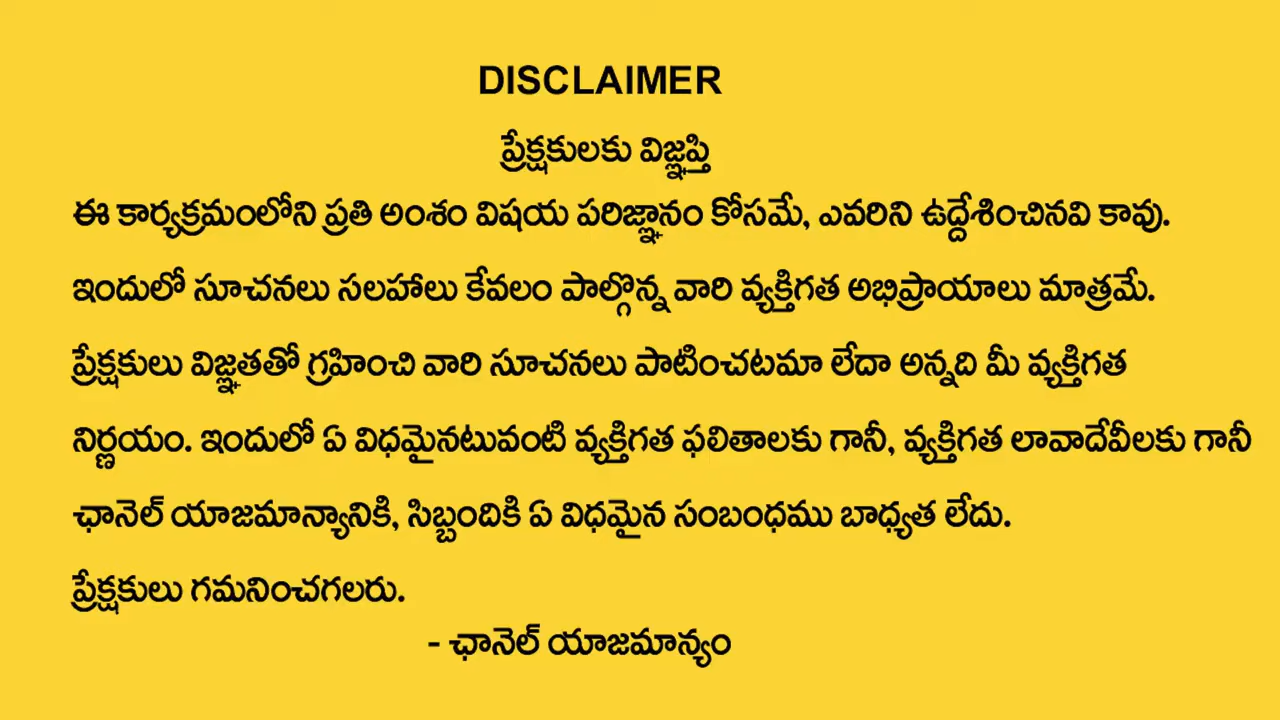 DISCLAIMER
ప్రేక్షకులకు విజ్ఞప్తి
ఈ కార్యక్రమంలోని ప్రతి అంశం విషయ పరిజ్ఞానం కోసమే, ఎవరిని ఉద్దేశించినవి కావు.
ఇందులో సూచనలు సలహాలు కేవలం పాల్గొన్న వారి వ్యక్తిగత అభిప్రాయాలు మాత్రమే.
ప్రేక్షకులు విజ్ఞతతో గ్రహించి వారి సూచనలు పాటించటమా లేదా అన్నది మీ వ్యక్తిగత
నిర్ణయం. ఇందులో ఏ విధమైనటువంటి వ్యక్తిగత ఫలితాలకు గానీ, వ్యక్తిగత లావాదేవీలకు గానీ
ఛానెల్ యాజమాన్యానికి, సిబ్బందికి ఏ విధమైన సంబంధము బాధ్యత లేదు.
ప్రేక్షకులు గమనించగలరు.
- ఛానెల్ యాజమాన్యం